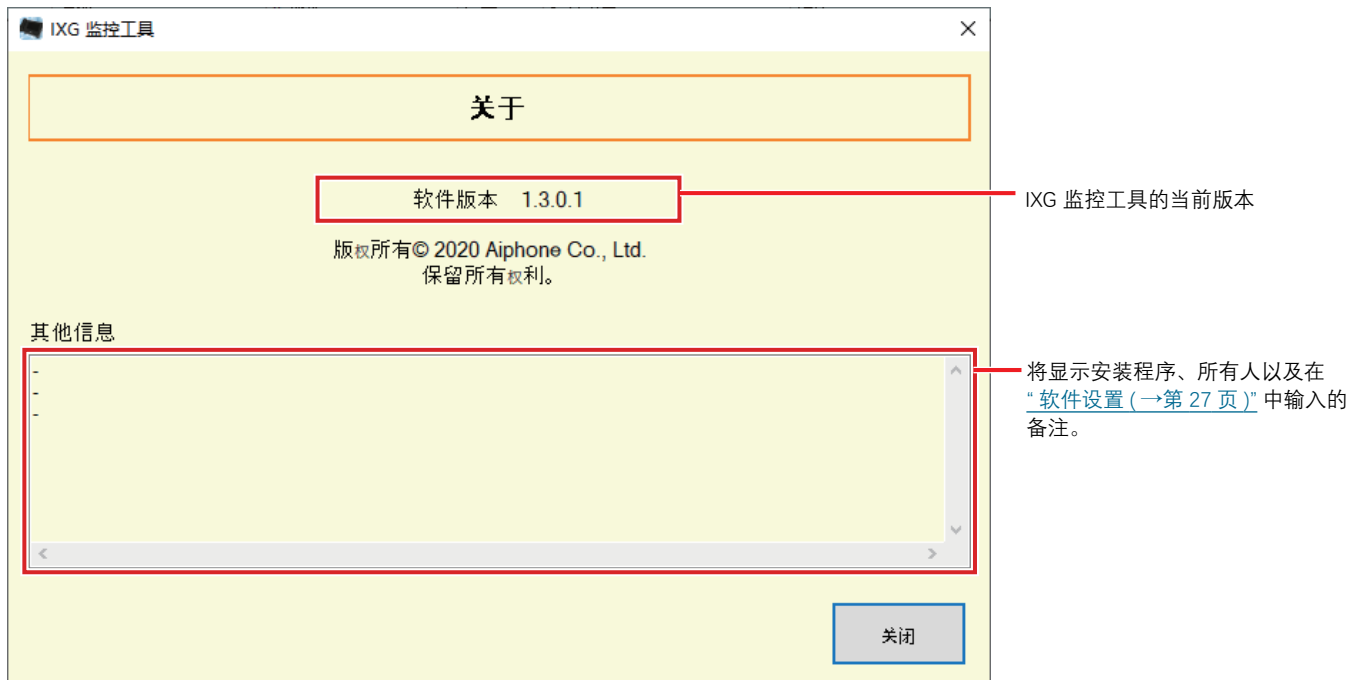 IXG 监控工具
关于
软件版本 1.3.0.1
IXG 监控工具的当前版本
版权所有© 2020 Aiphone Co., Ltd.
保留所有权利。
其他信息
-
-
-
将显示安装程序、所有人以及在
“ 软件设置 ( →第 27 页 )” 中输入的
备注。
关闭